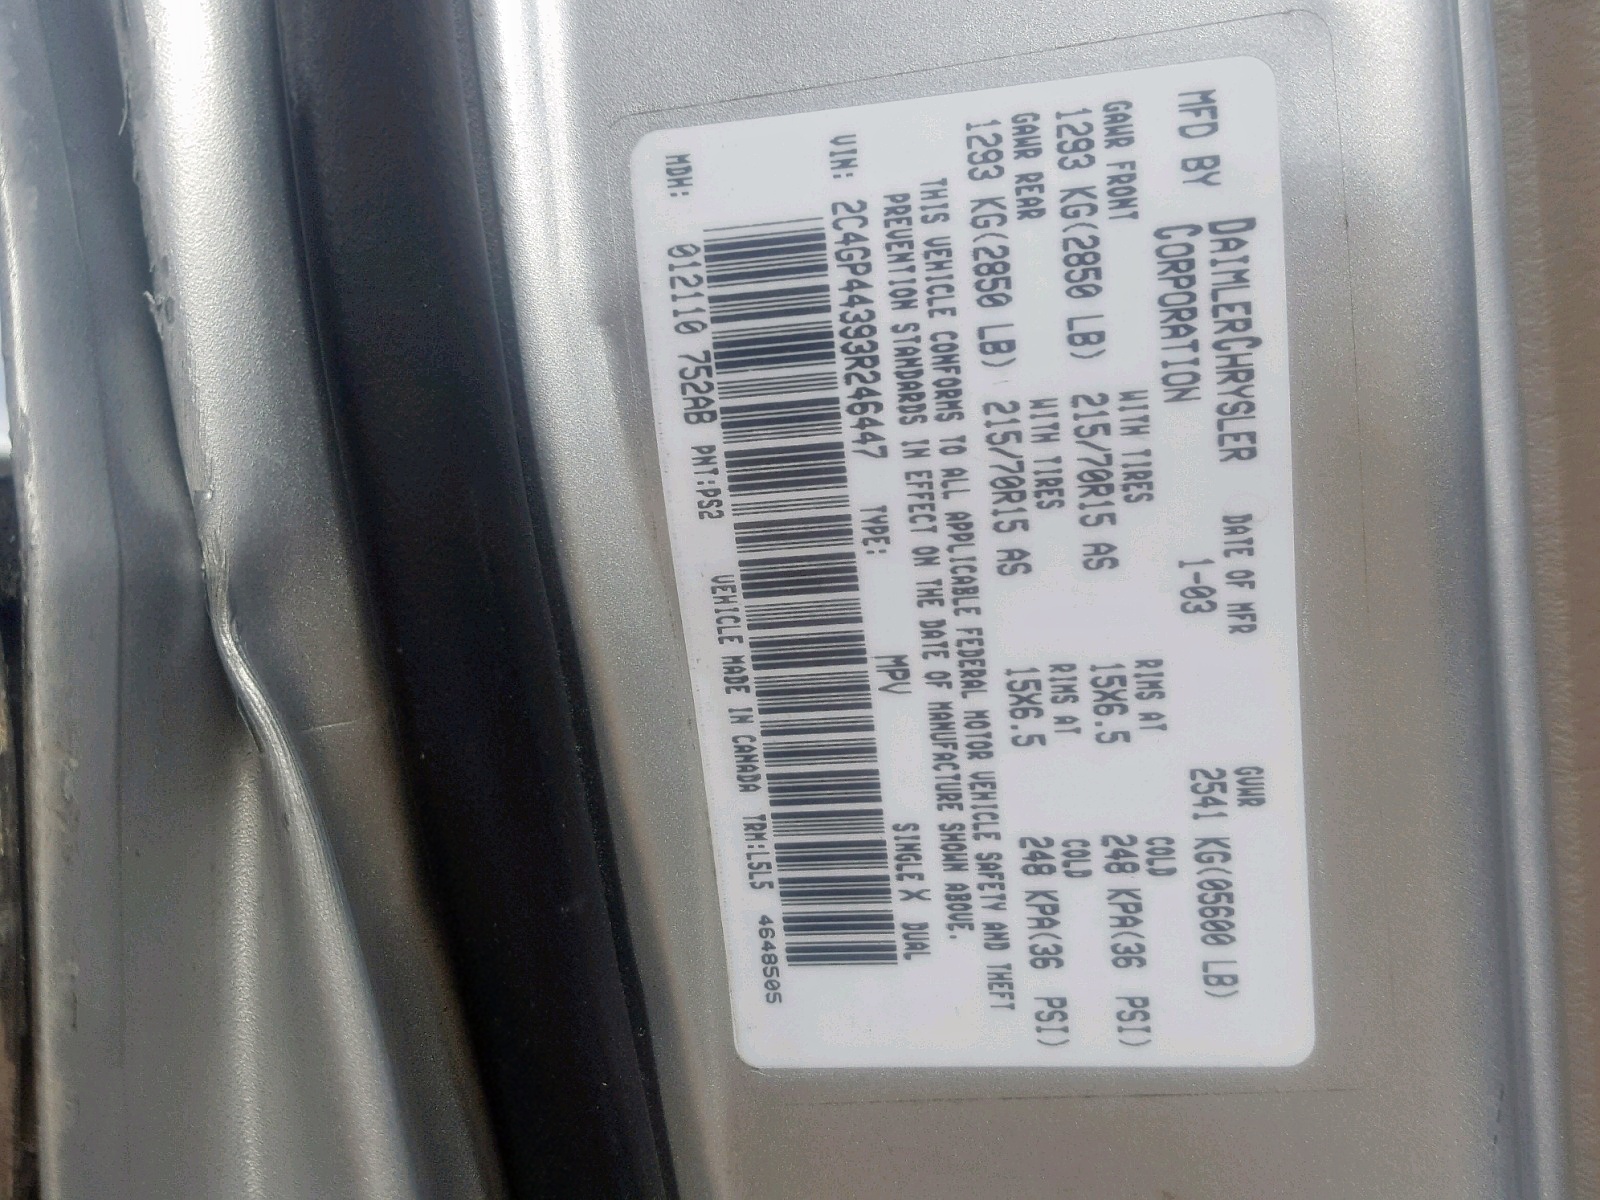 MFD BY DAIMLERCHRYSLER CORPORATION DATE OF MFR 1-03 GVWR 2541 KG(05600 LB)
GAWR FRONT WITH TIRES RIMS AT COLD
1293 KG(2850 LB) 215/70R15 AS 15X6.5 248 KPA(36 PSI)
GAWR REAR WITH TIRES RIMS AT COLD
1293 KG(2850 LB) 215/70R15 AS 15X6.5 248 KPA(36 PSI)
THIS VEHICLE CONFORMS TO ALL APPLICABLE FEDERAL MOTOR VEHICLE SAFETY AND THEFT
PREVENTION STANDARDS IN EFFECT ON THE DATE OF MANUFACTURE SHOWN ABOVE.
VIN: 2C4GP44393R246447 TYPE: MPV SINGLE X DUAL
MDH: 012110 752AB PNT:PS2 VEHICLE MADE IN CANADA TRM:L5L5 4648505